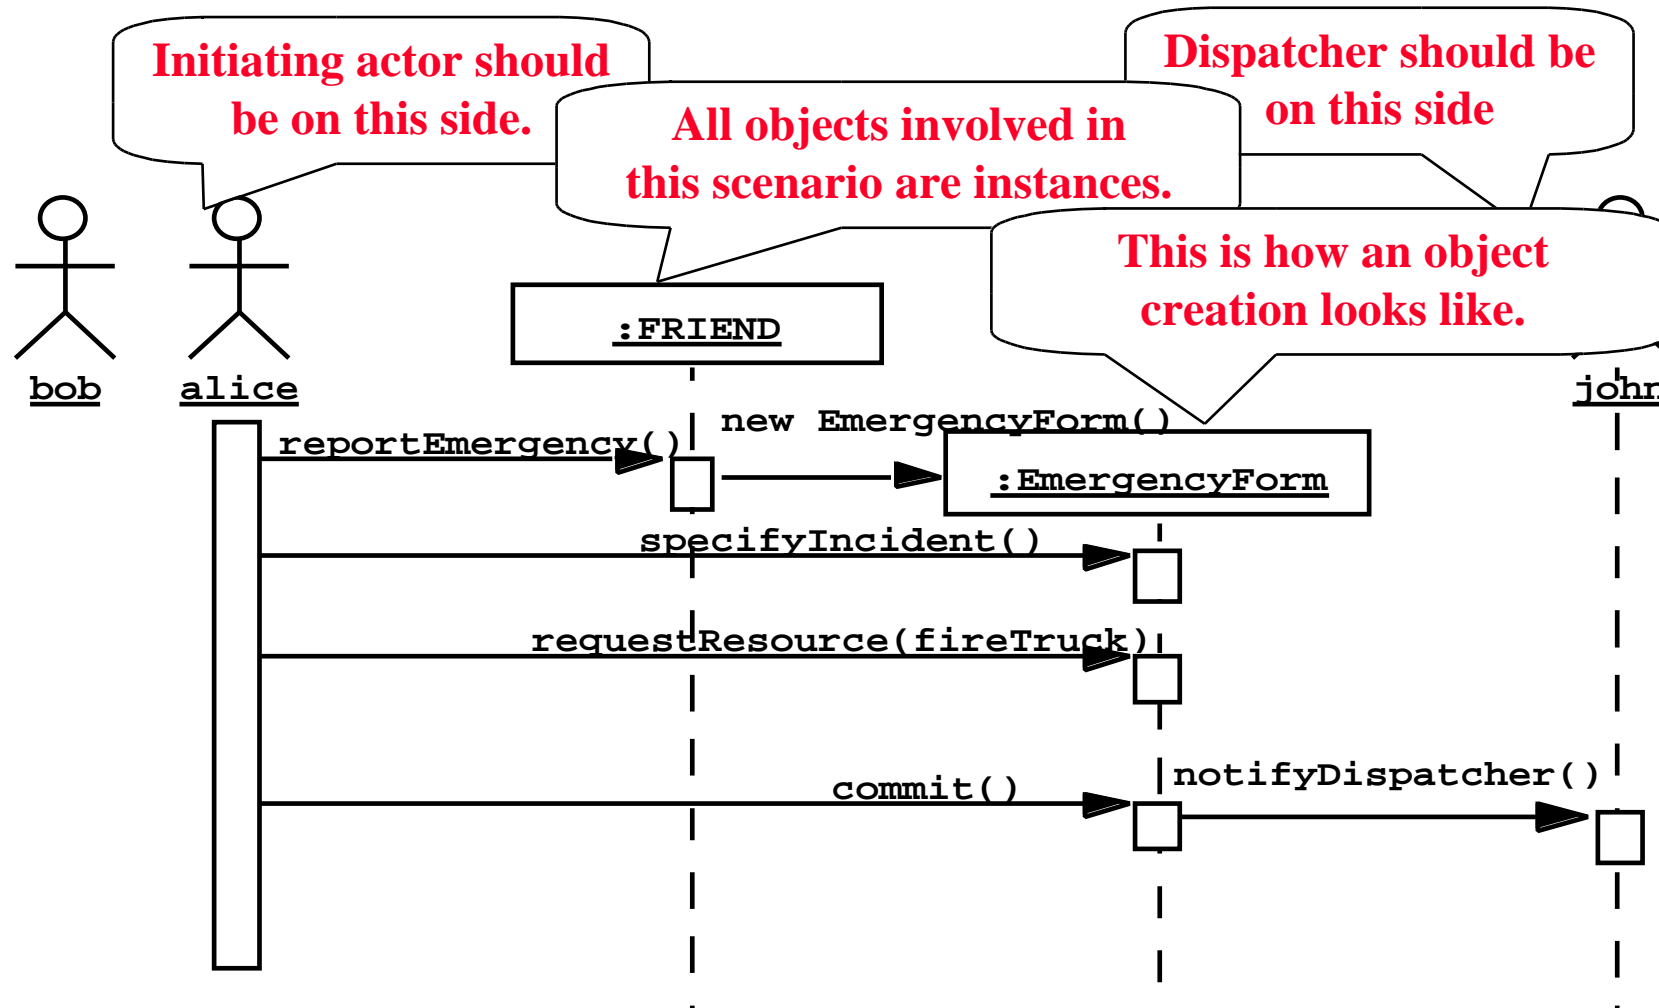 Initiating actor should
be on this side.
Dispatcher should be
on this side
All objects involved in
this scenario are instances.
This is how an object
creation looks like.
:FRIEND
bob
alice
john
new EmergencyForm()
reportEmergency()
:EmergencyForm
specifyIncident()
requestResource(fireTruck)
notifyDispatcher()
commit()